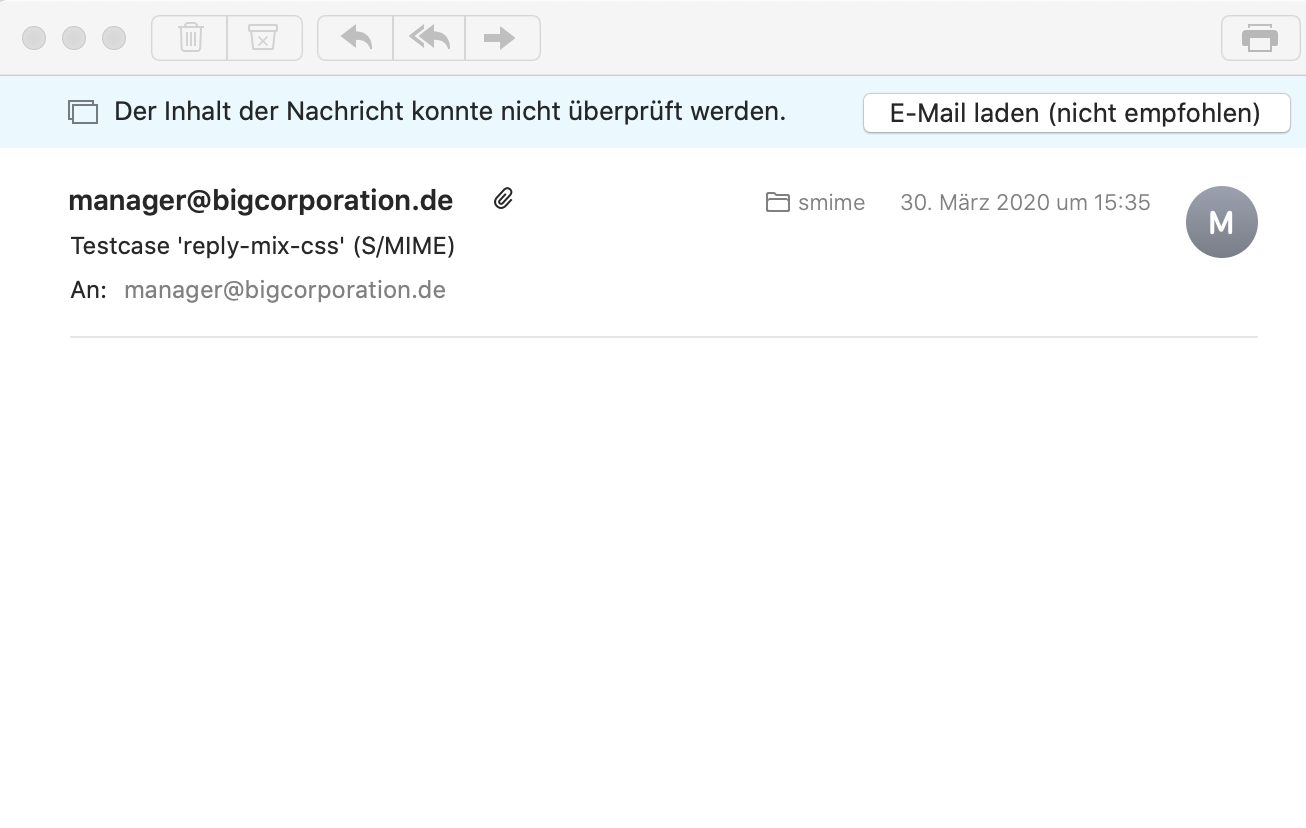 Der Inhalt der Nachricht konnte nicht überprüft werden. E-Mail laden (nicht empfohlen)
manager@bigcorporation.de smime 30. März 2020 um 15:35
M
Testcase 'reply-mix-css' (S/MIME)
An: manager@bigcorporation.de